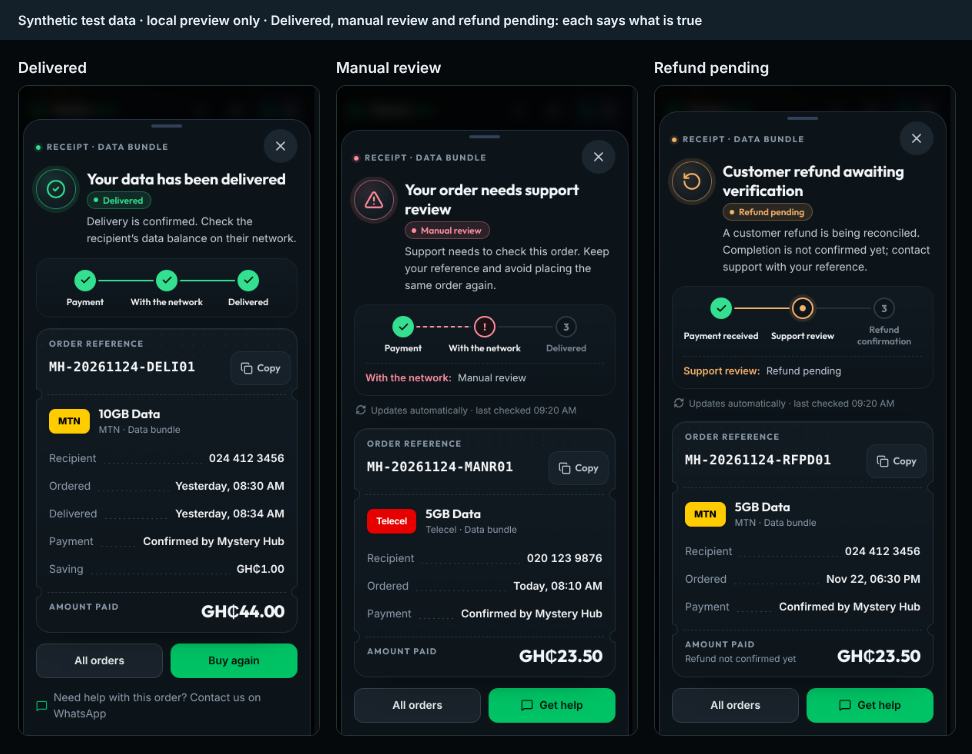 Synthetic test data · local preview only · Delivered, manual review and refund pending: each says what is true
Delivered
RECEIPT · DATA BUNDLE
Your data has been delivered
Delivered
Delivery is confirmed. Check the
recipient's data balance on their network.
Payment
With the network
Delivered
ORDER REFERENCE
MH-20261124-DELI01
Copy
MTN
10GB Data
MTN · Data bundle
Recipient 024 412 3456
Ordered Yesterday, 08:30 AM
Delivered Yesterday, 08:34 AM
Payment Confirmed by Mystery Hub
Saving GH₵1.00
AMOUNT PAID GH₵44.00
All orders
Buy again
Need help with this order? Contact us on
WhatsApp
Manual review
RECEIPT · DATA BUNDLE
Your order needs support
review
Manual review
Support needs to check this order. Keep
your reference and avoid placing the
same order again.
!
3
Payment
With the network
Delivered
With the network: Manual review
Updates automatically · last checked 09:20 AM
ORDER REFERENCE
MH-20261124-MANR01
Copy
Telecel
5GB Data
Telecel · Data bundle
Recipient 020 123 9876
Ordered Today, 08:10 AM
Payment Confirmed by Mystery Hub
AMOUNT PAID GH₵23.50
All orders
Get help
Refund pending
RECEIPT · DATA BUNDLE
Customer refund awaiting
verification
Refund pending
A customer refund is being reconciled.
Completion is not confirmed yet; contact
support with your reference.
3
Payment received
Support review
Refund
confirmation
Support review: Refund pending
Updates automatically · last checked 09:20 AM
ORDER REFERENCE
MH-20261124-RFPD01
Copy
MTN
5GB Data
MTN · Data bundle
Recipient 024 412 3456
Ordered Nov 22, 06:30 PM
Payment Confirmed by Mystery Hub
AMOUNT PAID
Refund not confirmed yet
GH₵23.50
All orders
Get help